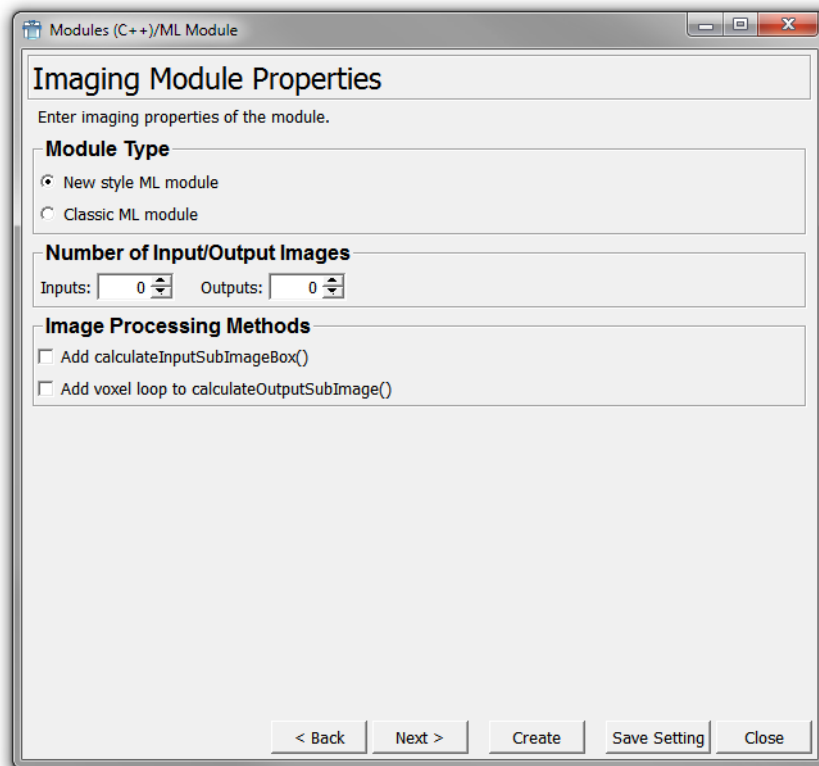 Modules (C++)/ML Module
Imaging Module Properties
Enter imaging properties of the module.
Module Type
New style ML module
Classic ML module
Number of Input/Output Images
Inputs: 0 Outputs: 0
Image Processing Methods
Add calculateInputSubImageBox()
Add voxel loop to calculateOutputSubImage()
< Back Next > Create Save Setting Close